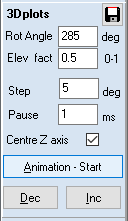 3Dplots
Rot Angle 285 deg
Elev fact 0.5 0-1
Step 5 deg
Pause 1 ms
Centre Z axis
Animation - Start
Dec Inc